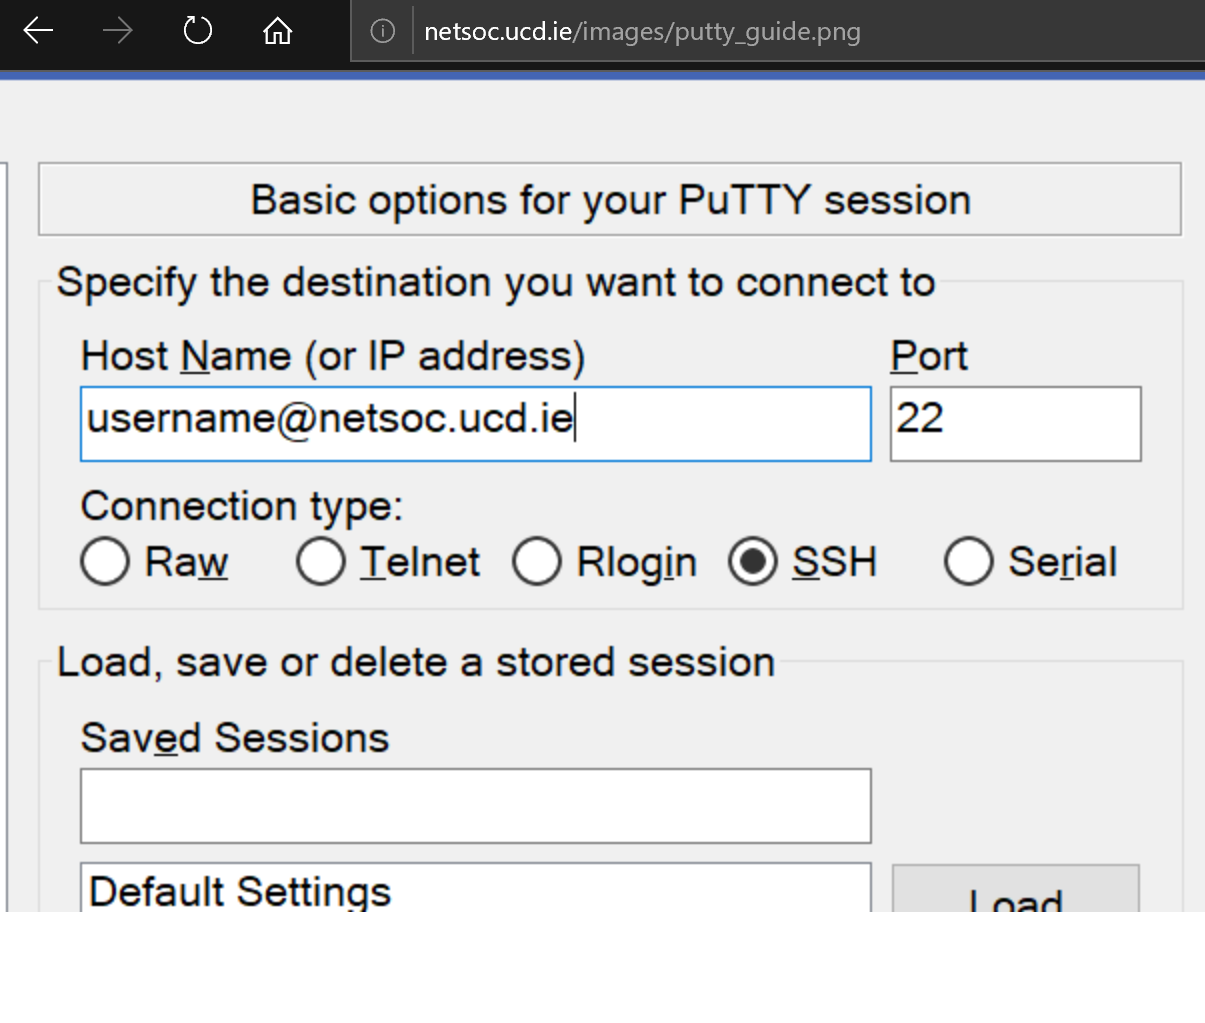 netsoc.ucd.ie/images/putty_guide.png
Basic options for your PuTTY session
Specify the destination you want to connect to
Host Name (or IP address) Port
username@netsoc.ucd.ie 22
Connection type:
Raw Telnet Rlogin SSH Serial
Load, save or delete a stored session
Saved Sessions
Default Settings Load